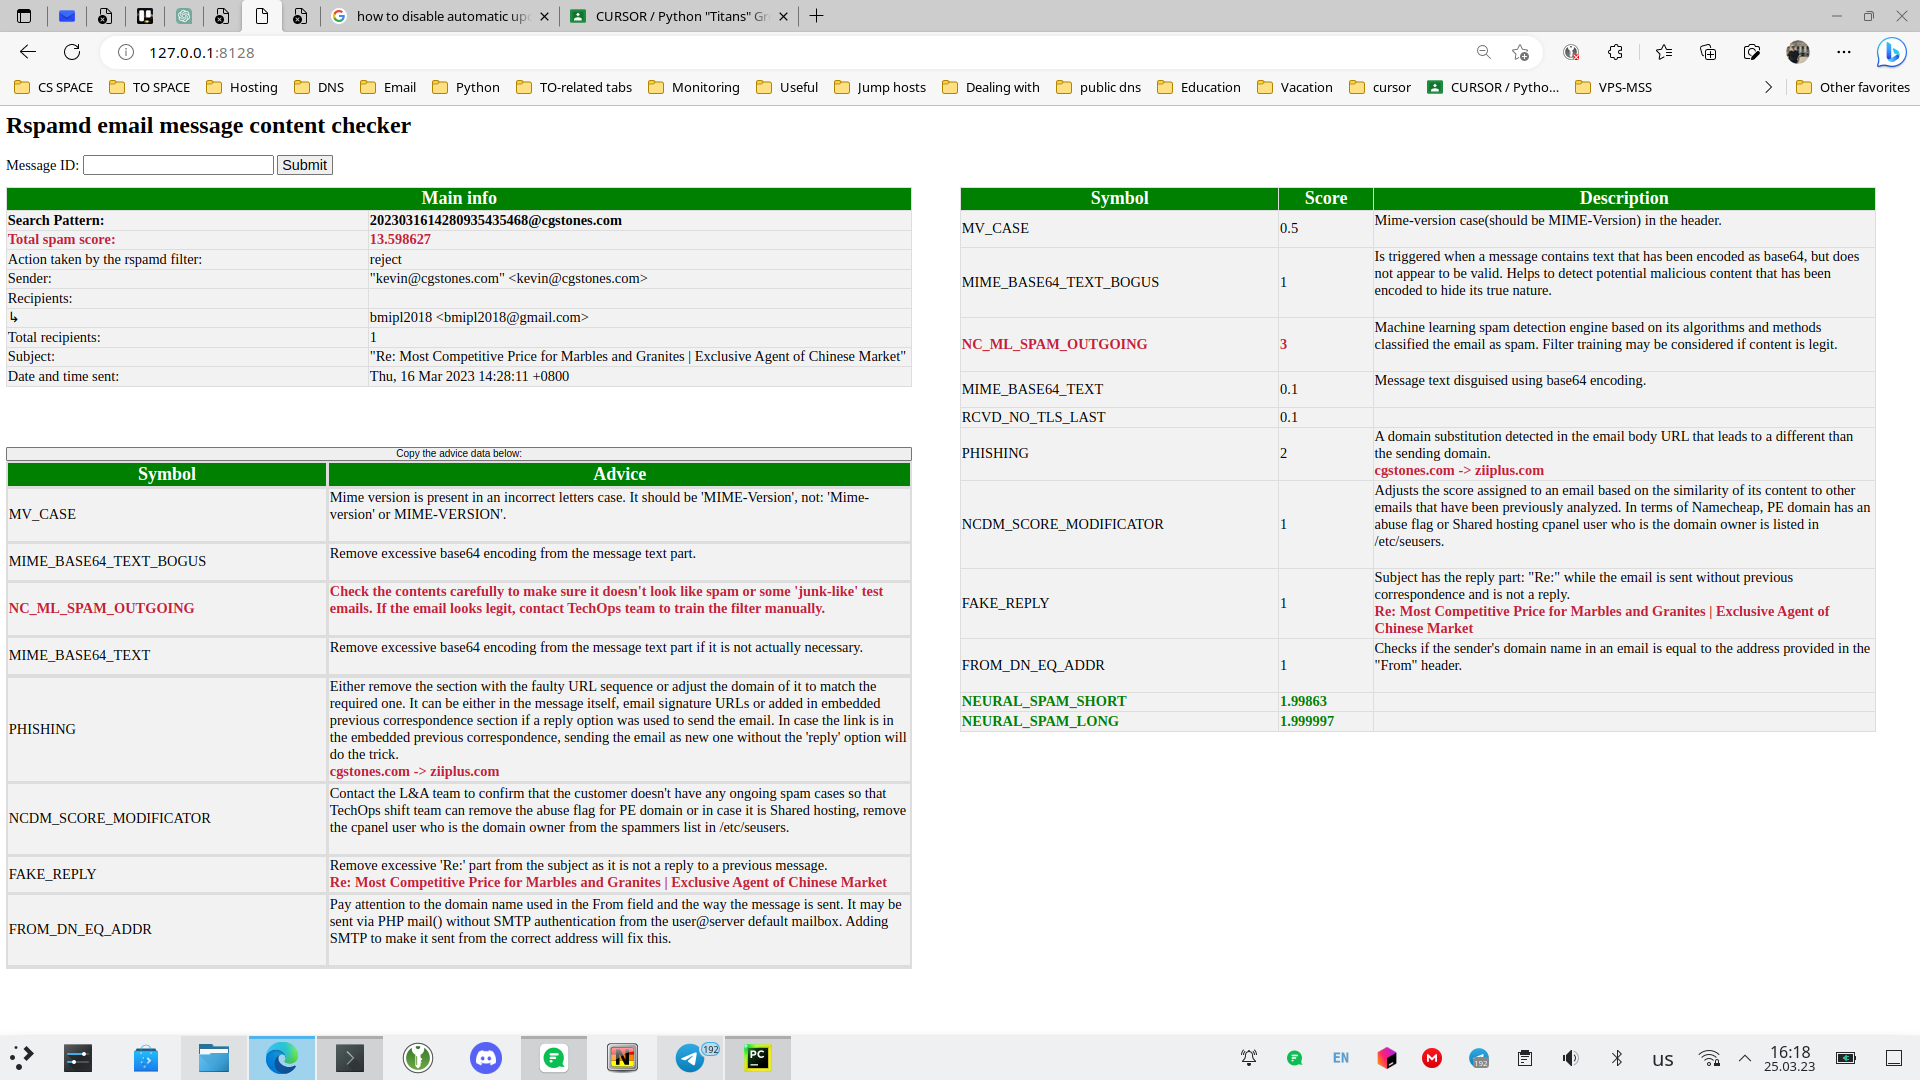 how to disable automatic up
CURSOR / Python "Titans" Gr
127.0.0.1:8128
CS SPACE
TO SPACE
Hosting
DNS
Email
Python
TO-related tabs
Monitoring
Useful
Jump hosts
Dealing with
public dns
Education
Vacation
cursor
CURSOR / Pytho...
VPS-MSS
Other favorites
Rspamd email message content checker
Message ID:
Submit
Main info
Search Pattern: 2023031614280935435468@cgstones.com
Total spam score: 13.598627
Action taken by the rspamd filter: reject
Sender: "kevin@cgstones.com" <kevin@cgstones.com>
Recipients:
↳ bmipl2018 <bmipl2018@gmail.com>
Total recipients: 1
Subject: "Re: Most Competitive Price for Marbles and Granites | Exclusive Agent of Chinese Market"
Date and time sent: Thu, 16 Mar 2023 14:28:11 +0800
Copy the advice data below:
Symbol Advice
MV_CASE
Mime version is present in an incorrect letters case. It should be 'MIME-Version', not: 'Mime-
version' or MIME-VERSION'.
MIME_BASE64_TEXT_BOGUS
Remove excessive base64 encoding from the message text part.
NC_ML_SPAM_OUTGOING
Check the contents carefully to make sure it doesn't look like spam or some 'junk-like' test
emails. If the email looks legit, contact TechOps team to train the filter manually.
MIME_BASE64_TEXT
Remove excessive base64 encoding from the message text part if it is not actually necessary.
PHISHING
Either remove the section with the faulty URL sequence or adjust the domain of it to match the
required one. It can be either in the message itself, email signature URLs or added in embedded
previous correspondence section if a reply option was used to send the email. In case the link is in
the embedded previous correspondence, sending the email as new one without the 'reply' option will
do the trick.
cgstones.com -> ziiplus.com
NCDM_SCORE_MODIFICATOR
Contact the L&A team to confirm that the customer doesn't have any ongoing spam cases so that
TechOps shift team can remove the abuse flag for PE domain or in case it is Shared hosting, remove
the cpanel user who is the domain owner from the spammers list in /etc/seusers.
FAKE_REPLY
Remove excessive 'Re:' part from the subject as it is not a reply to a previous message.
Re: Most Competitive Price for Marbles and Granites | Exclusive Agent of Chinese Market
FROM_DN_EQ_ADDR
Pay attention to the domain name used in the From field and the way the message is sent. It may be
sent via PHP mail() without SMTP authentication from the user@server default mailbox. Adding
SMTP to make it sent from the correct address will fix this.
Symbol Score Description
MV_CASE
0.5
Mime-version case(should be MIME-Version) in the header.
MIME_BASE64_TEXT_BOGUS
1
Is triggered when a message contains text that has been encoded as base64, but does
not appear to be valid. Helps to detect potential malicious content that has been
encoded to hide its true nature.
NC_ML_SPAM_OUTGOING
3
Machine learning spam detection engine based on its algorithms and methods
classified the email as spam. Filter training may be considered if content is legit.
MIME_BASE64_TEXT
0.1
Message text disguised using base64 encoding.
RCVD_NO_TLS_LAST 0.1
PHISHING
2
A domain substitution detected in the email body URL that leads to a different than
the sending domain.
cgstones.com -> ziiplus.com
NCDM_SCORE_MODIFICATOR
1
Adjusts the score assigned to an email based on the similarity of its content to other
emails that have been previously analyzed. In terms of Namecheap, PE domain has an
abuse flag or Shared hosting cpanel user who is the domain owner is listed in
/etc/seusers.
FAKE_REPLY
1
Subject has the reply part: "Re:" while the email is sent without previous
correspondence and is not a reply.
Re: Most Competitive Price for Marbles and Granites | Exclusive Agent of
Chinese Market
FROM_DN_EQ_ADDR
1
Checks if the sender's domain name in an email is equal to the address provided in the
"From" header.
NEURAL_SPAM_SHORT 1.99863
NEURAL_SPAM_LONG 1.999997
192
PC
EN
192
us
16:18
25.03.23